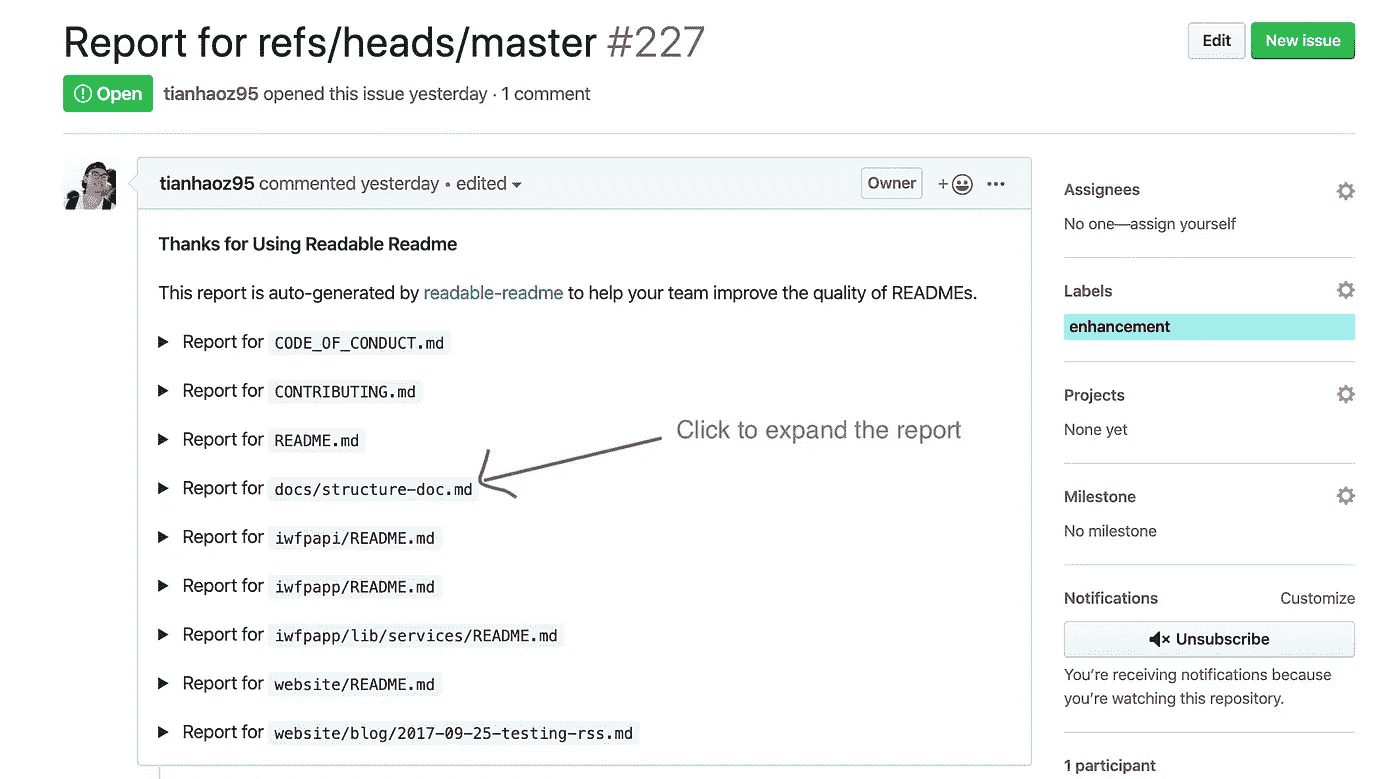 Report for refs/heads/master #227
Edit
New issue
Open
tianhaoz95 opened this issue yesterday · 1 comment
tianhaoz95 commented yesterday • edited
Owner
Thanks for Using Readable Readme
This report is auto-generated by readable-readme to help your team improve the quality of READMEs.
Report for CODE_OF_CONDUCT.md
Report for CONTRIBUTING.md
Report for README.md
Click to expand the report
Report for docs/structure-doc.md
Report for iwfpapi/README.md
Report for iwfpapp/README.md
Report for iwfpapp/lib/services/README.md
Report for website/README.md
Report for website/blog/2017-09-25-testing-rss.md
Assignees
No one—assign yourself
Labels
enhancement
Projects
None yet
Milestone
No milestone
Notifications
Customize
Unsubscribe
You’re receiving notifications because
you’re watching this repository.
1 participant